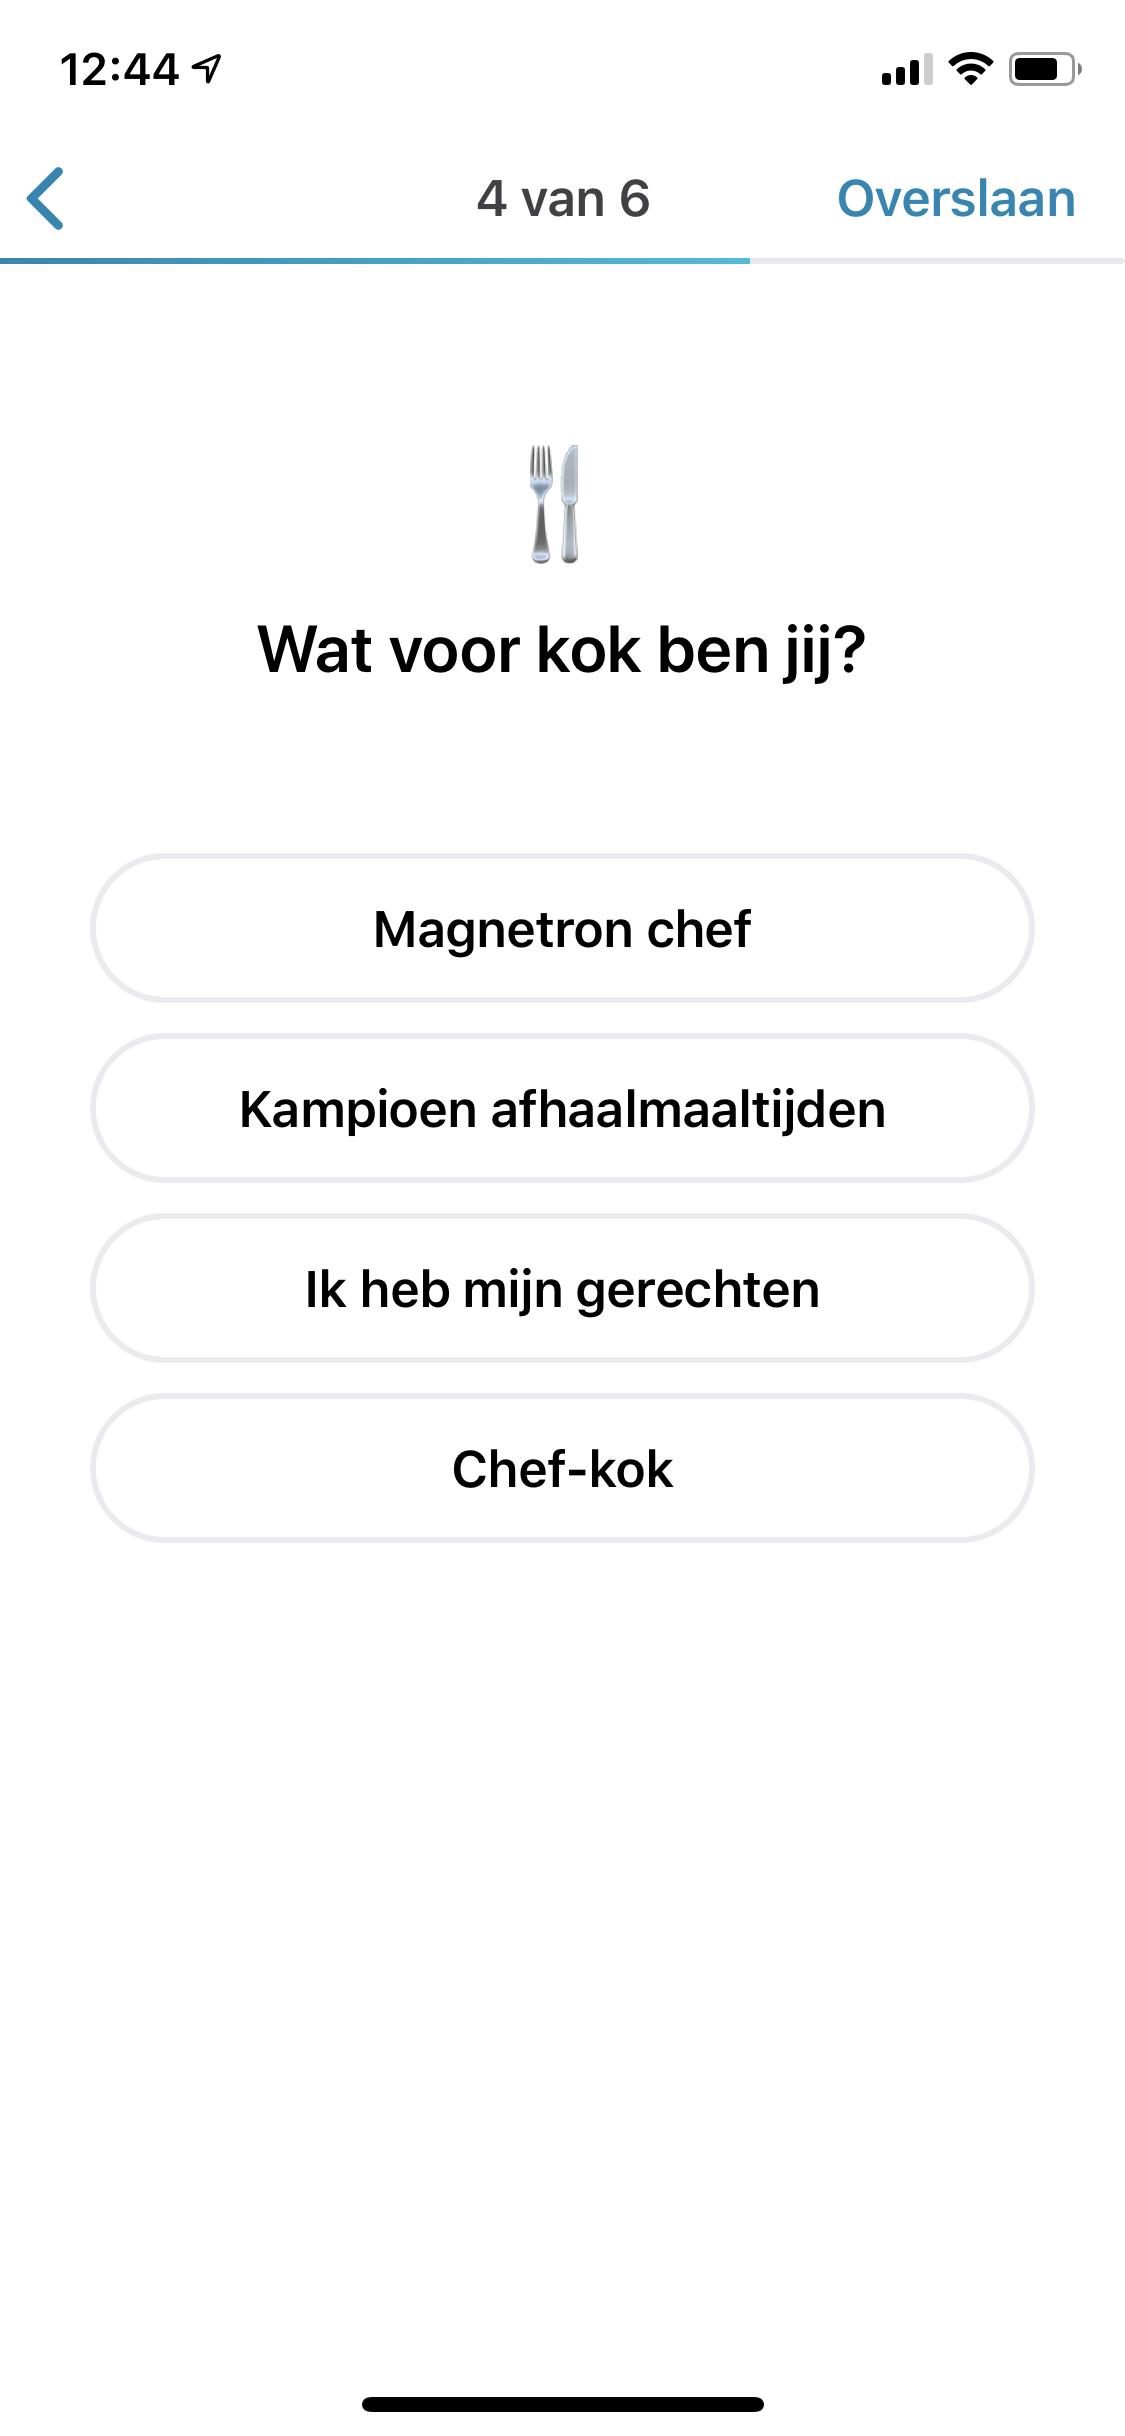 12:44
4 van 6
Overslaan
Wat voor kok ben jij?
Magnetron chef
Kampioen afhaalmaaltijden
Ik heb mijn gerechten
Chef-kok